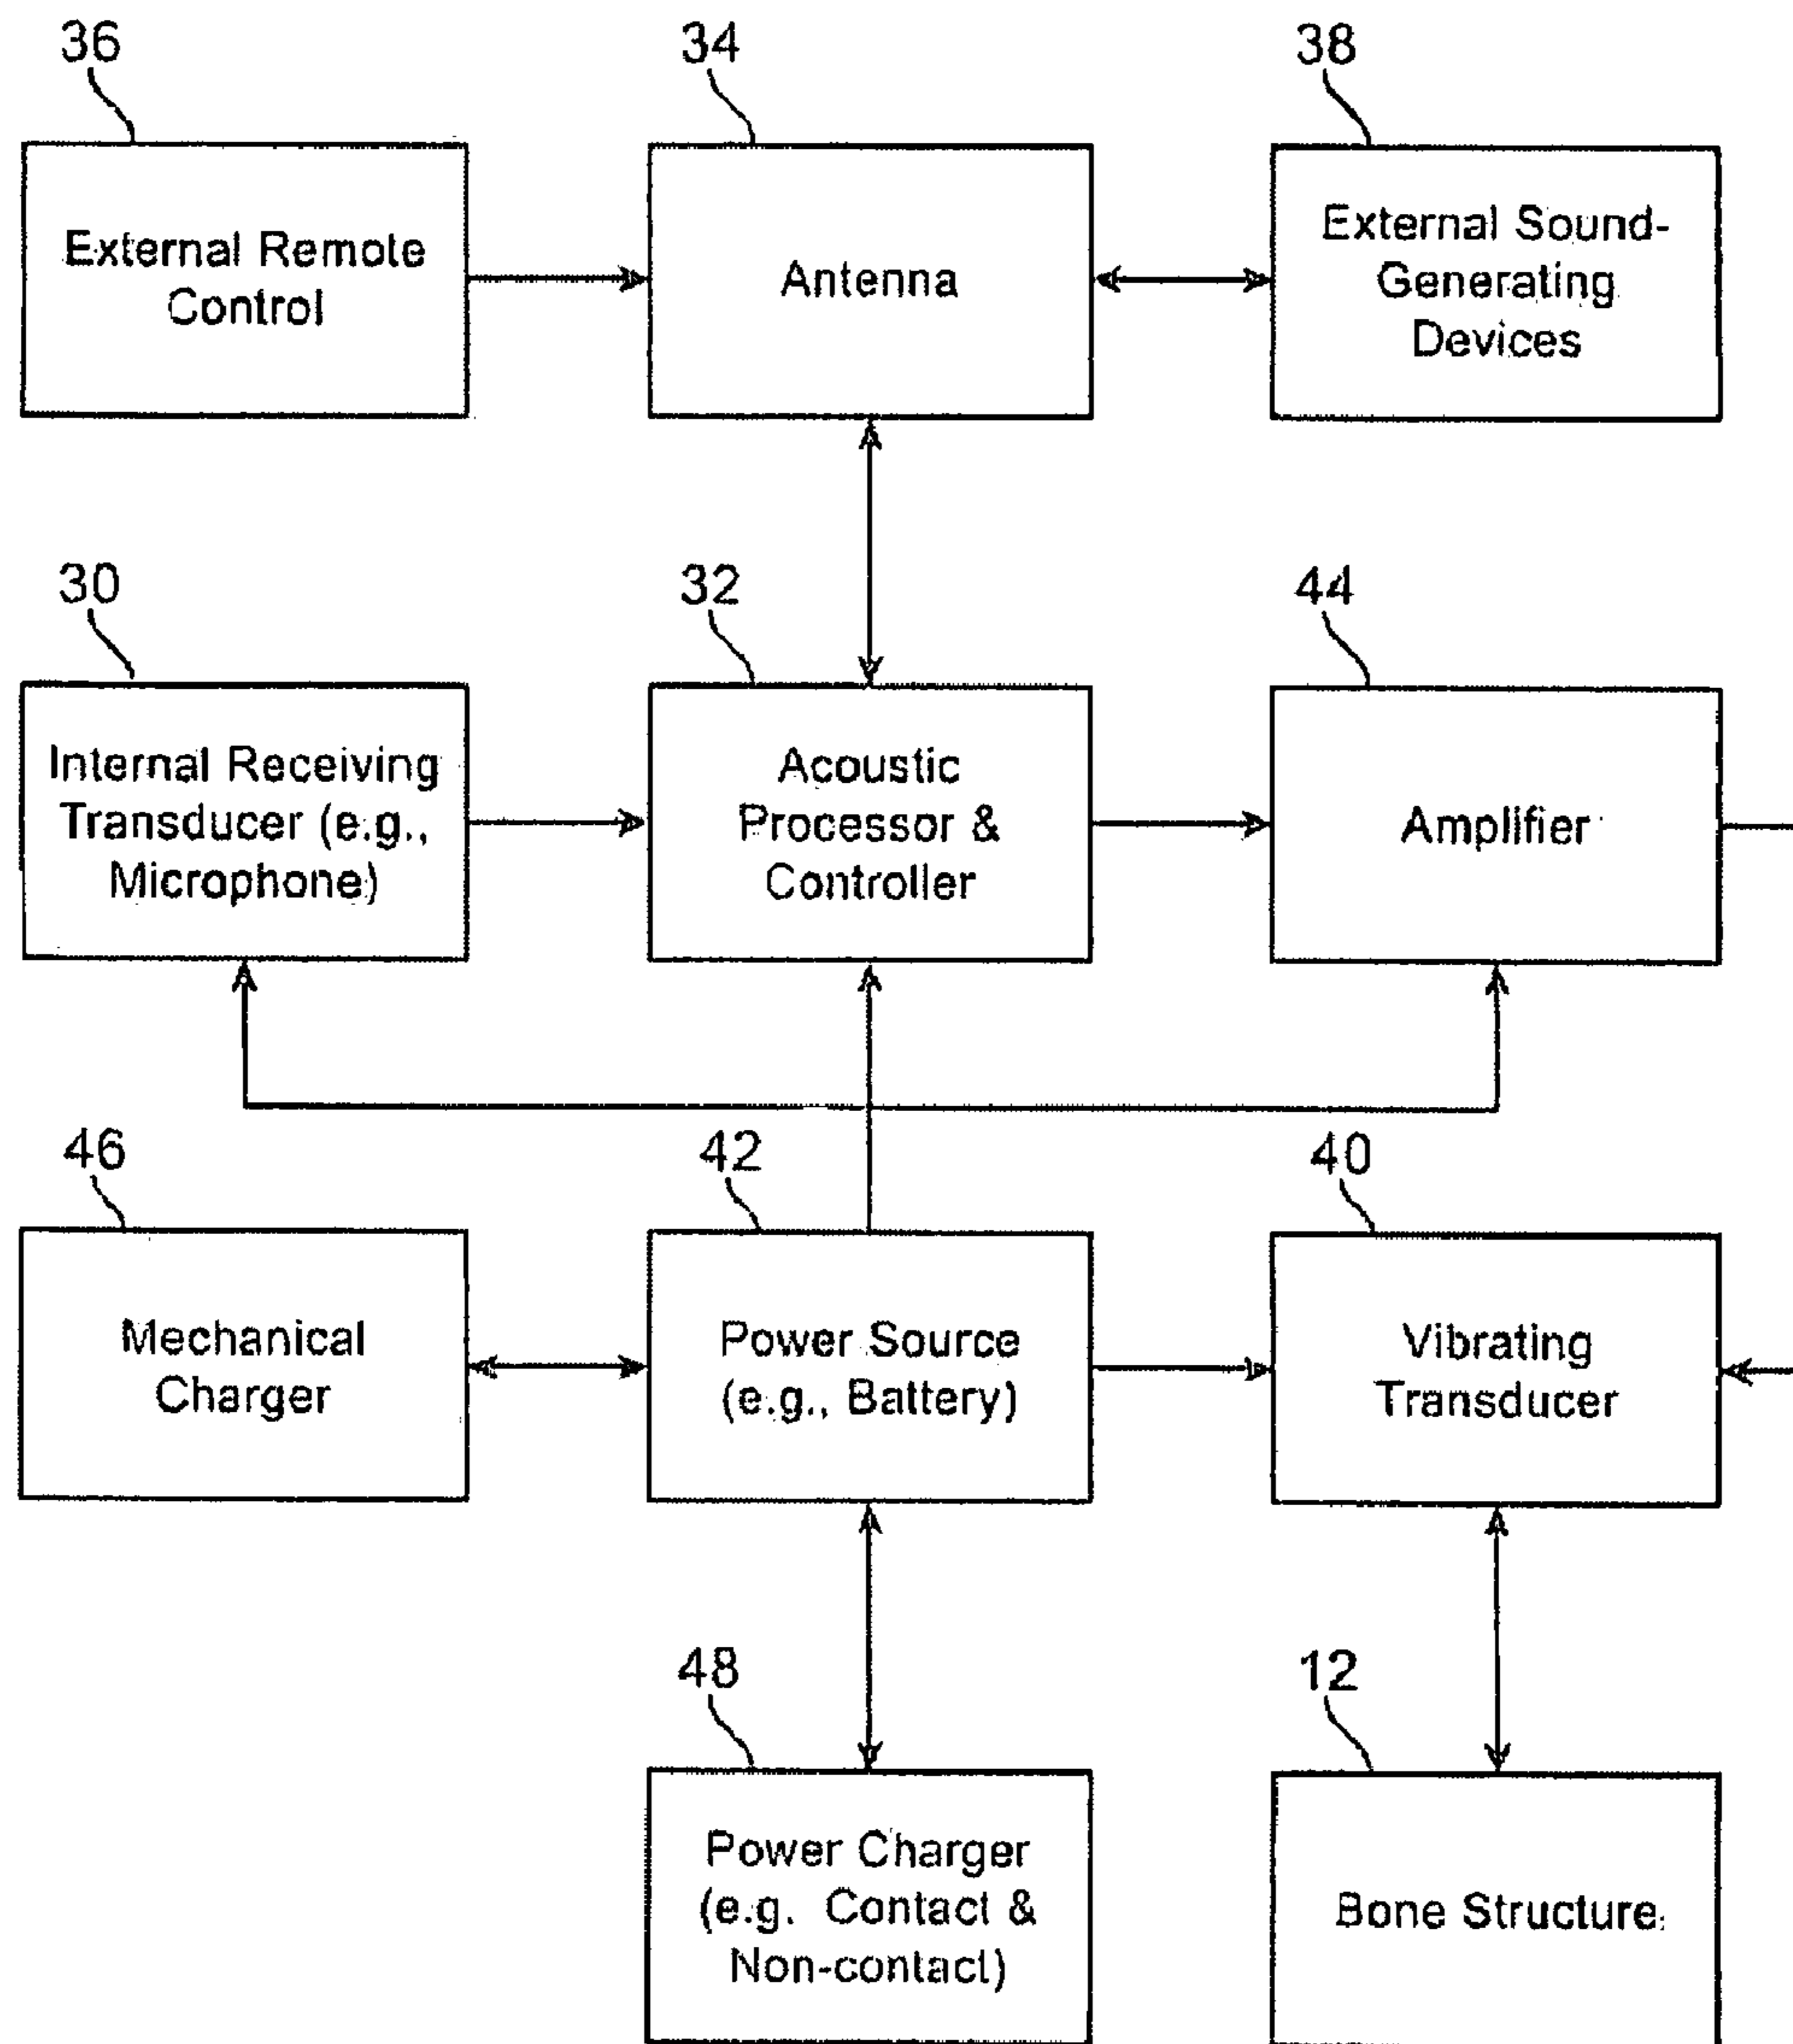 36
34
38
External Remote
Control
Antenna
External Sound-
Generating
Devices
30
32
44
Internal Receiving
Transducer (e.g.,
Microphone)
Acoustic
Processor &
Controller
Amplifier
46
42
40
Mechanical
Charger
Power Source
(e.g., Battery)
Vibrating
Transducer
48
12
Power Charger
(e.g. Contact &
Non-contact)
Bone Structure